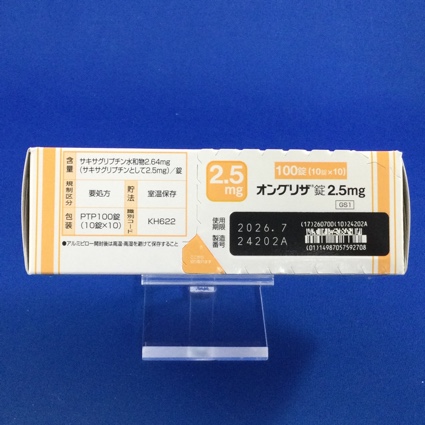 含量
サキサグリプチン水和物2.64mg
(サキサグリプチンとして2.5mg)/錠
規制区分
要処方
貯法
室温保存
包装
PTP100錠
(10錠×10)
識別コード
KH622
●アルミピロー開封後は高温・高湿を避けて保存すること
2.5
mg
100錠(10錠×10)
オングリザ®錠2.5mg
GS1
使用期限
2026.7
製造番号
24202A
(17)260700(10)24202A
(01)14987057592708